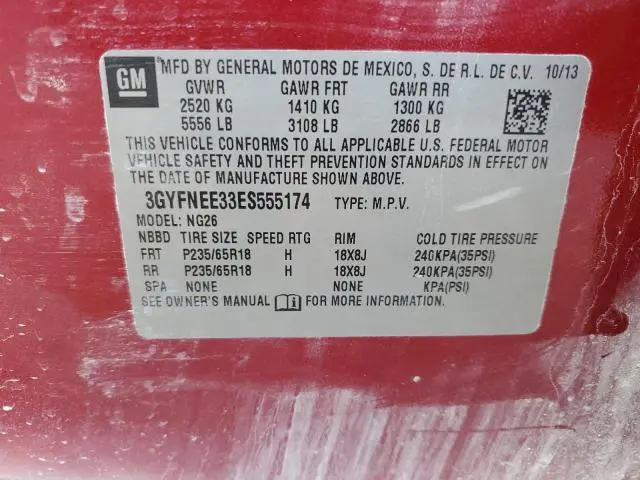 GM
MFD BY GENERAL MOTORS DE MEXICO, S. DE R.L. DE C.V. 10/13
GVWR GAWR FRT GAWR RR
2520 KG 1410 KG 1300 KG
5556 LB 3108 LB 2866 LB
THIS VEHICLE CONFORMS TO ALL APPLICABLE U.S. FEDERAL MOTOR
VEHICLE SAFETY AND THEFT PREVENTION STANDARDS IN EFFECT ON
THE DATE OF MANUFACTURE SHOWN ABOVE.
3GYFNEE33ES555174 TYPE: M.P.V.
MODEL: NG26
NBBD TIRE SIZE SPEED RTG RIM COLD TIRE PRESSURE
FRT P235/65R18 H 18X8J 240KPA(35PSI)
RR P235/65R18 H 18X8J 240KPA(35PSI)
SPA NONE NONE KPA(PSI)
SEE OWNER'S MANUAL FOR MORE INFORMATION.